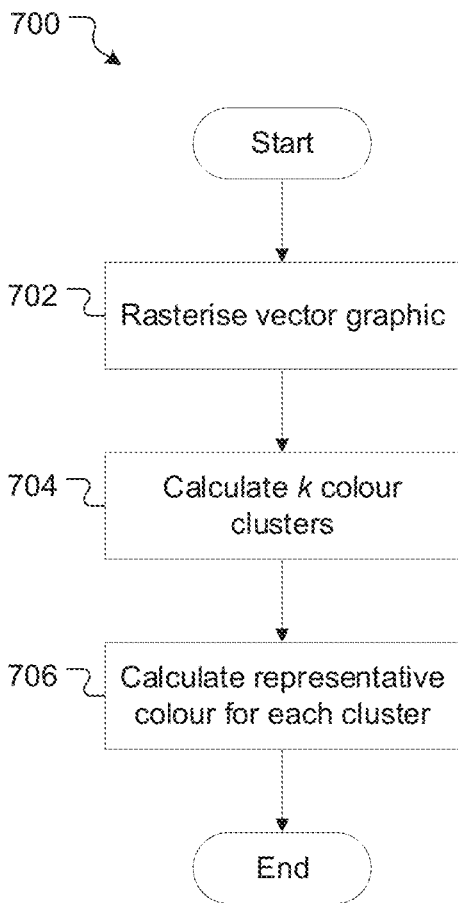 700
Start
702
Rasterise vector graphic
704
Calculate k colour
clusters
706
Calculate representative
colour for each cluster
End